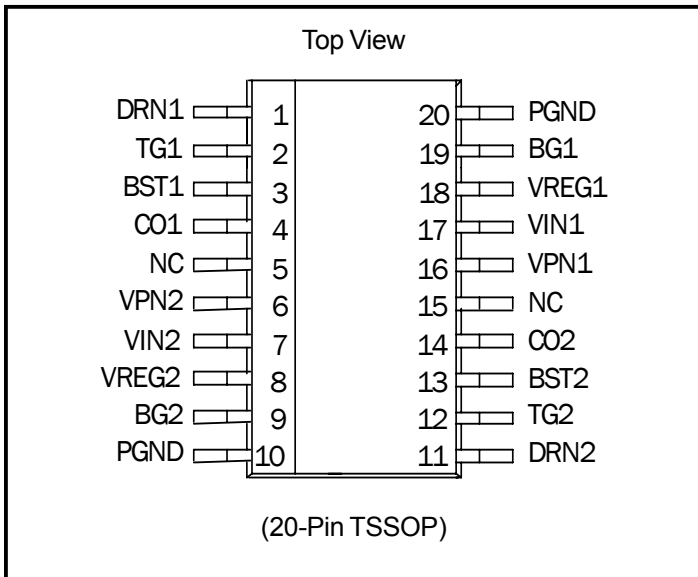 Top View
DRN1 1 20 PGND
TG1 2 19 BG1
BST1 3 18 VREG1
CO1 4 17 VIN1
NC 5 16 VPN1
VPN2 6 15 NC
VIN2 7 14 CO2
VREG2 8 13 BST2
BG2 9 12 TG2
PGND 10 11 DRN2
(20-Pin TSSOP)